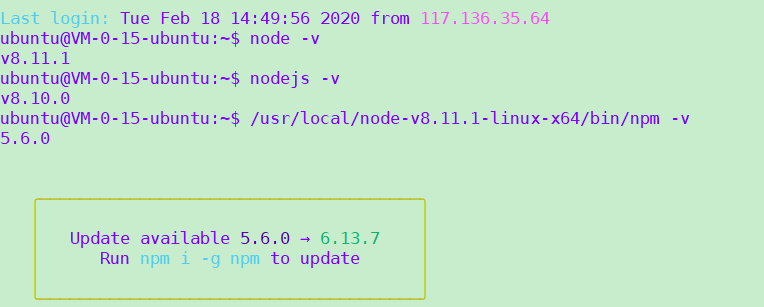 Last login: Tue Feb 18 14:49:56 2020 from 117.136.35.64
ubuntu@VM-0-15-ubuntu:~$ node -v
v8.11.1
ubuntu@VM-0-15-ubuntu:~$ nodejs -v
v8.10.0
ubuntu@VM-0-15-ubuntu:~$ /usr/local/node-v8.11.1-linux-x64/bin/npm -v
5.6.0
Update available 5.6.0 → 6.13.7
Run npm i -g npm to update